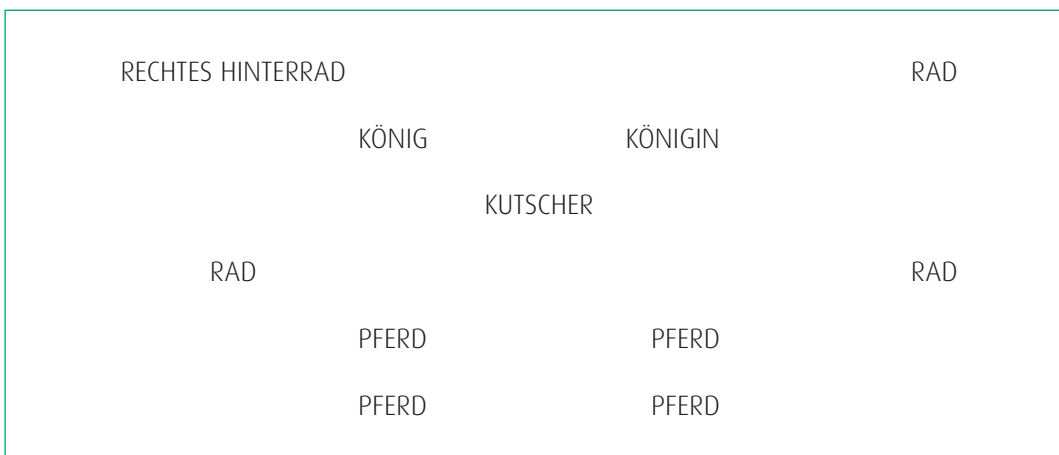 RECHTES HINTERRAD RAD
KÖNIG KÖNIGIN
KUTSCHER
RAD RAD
PFERD PFERD
PFERD PFERD